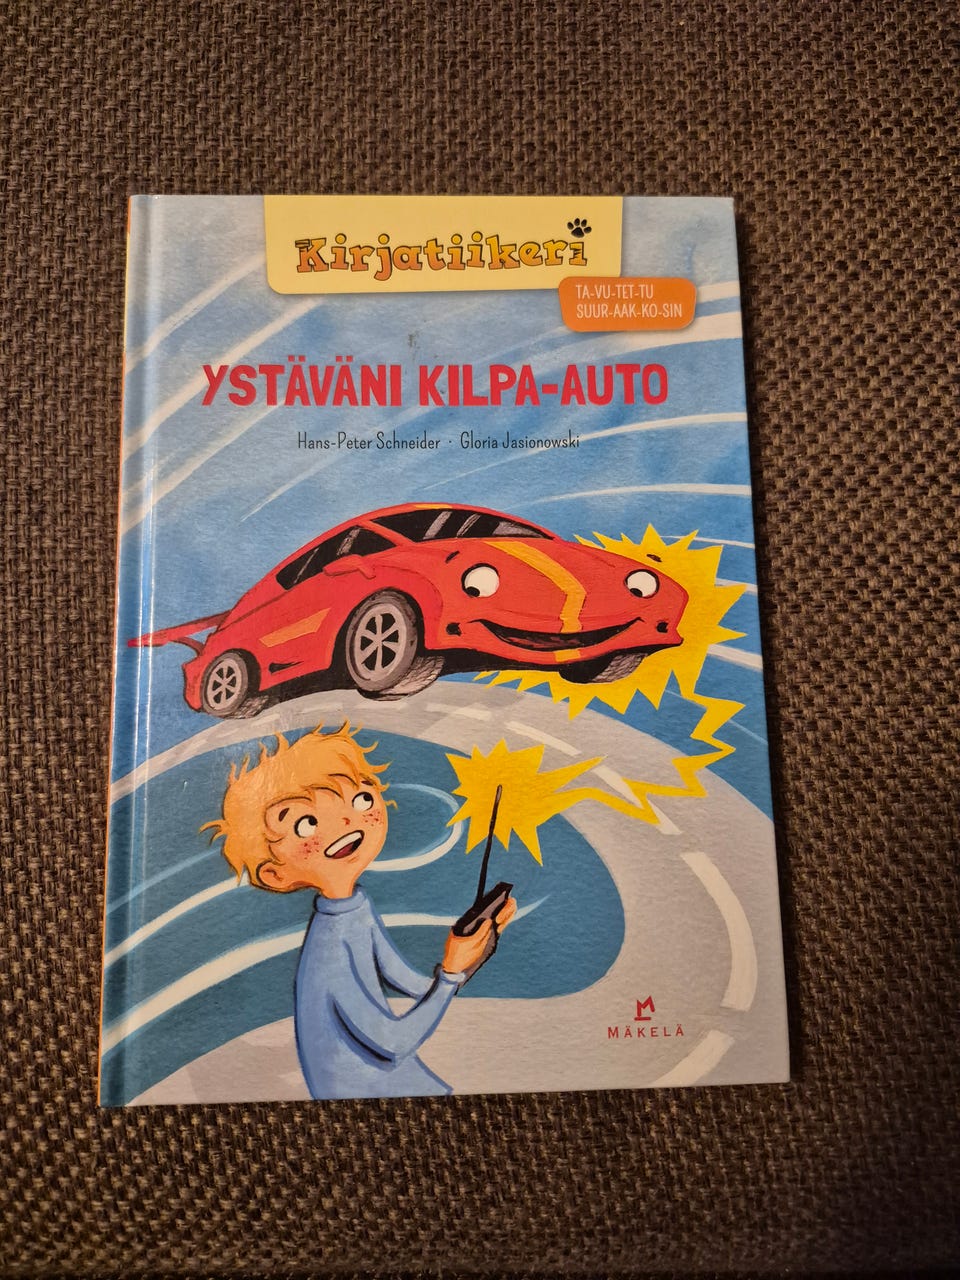 Kirjatiikeri
TA-VU-TET-TU
SUUR-AAK-KO-SIN
YSTÄVÄNI KILPA-AUTO
Hans-Peter Schneider · Gloria Jasionowski
MÄKELÄ